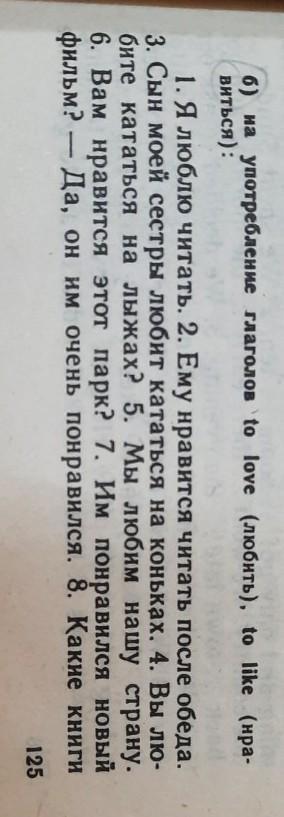 б) на употребление глаголов to love (любить), to like (нра-
виться):
1. Я люблю читать. 2. Ему нравится читать после обеда.
3. Сын моей сестры любит кататься на коньках. 4. Вы лю-
бите кататься на лыжах? 5. Мы любим нашу страну.
6. Вам нравится этот парк? 7. Им понравился новый
фильм? — Да, он им очень понравился. 8. Какие книги
125